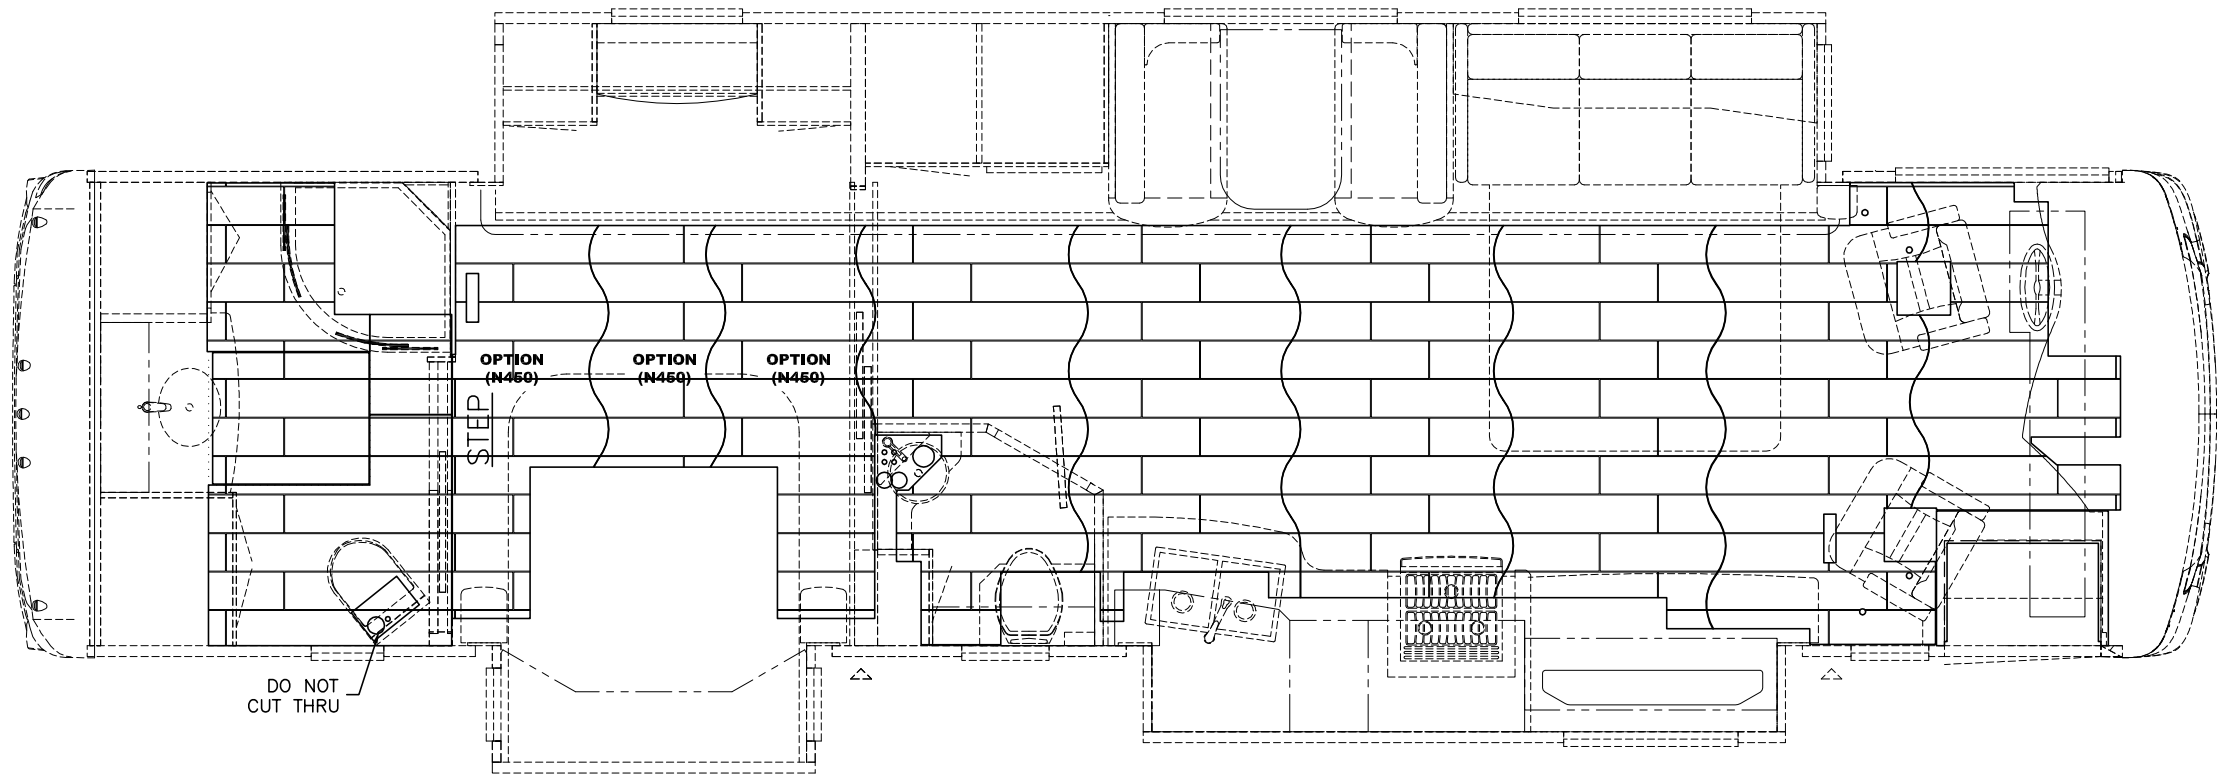 OPTION
(N450)
OPTION
(N450)
OPTION
(N450)
STEP
DO NOT
CUT THRU